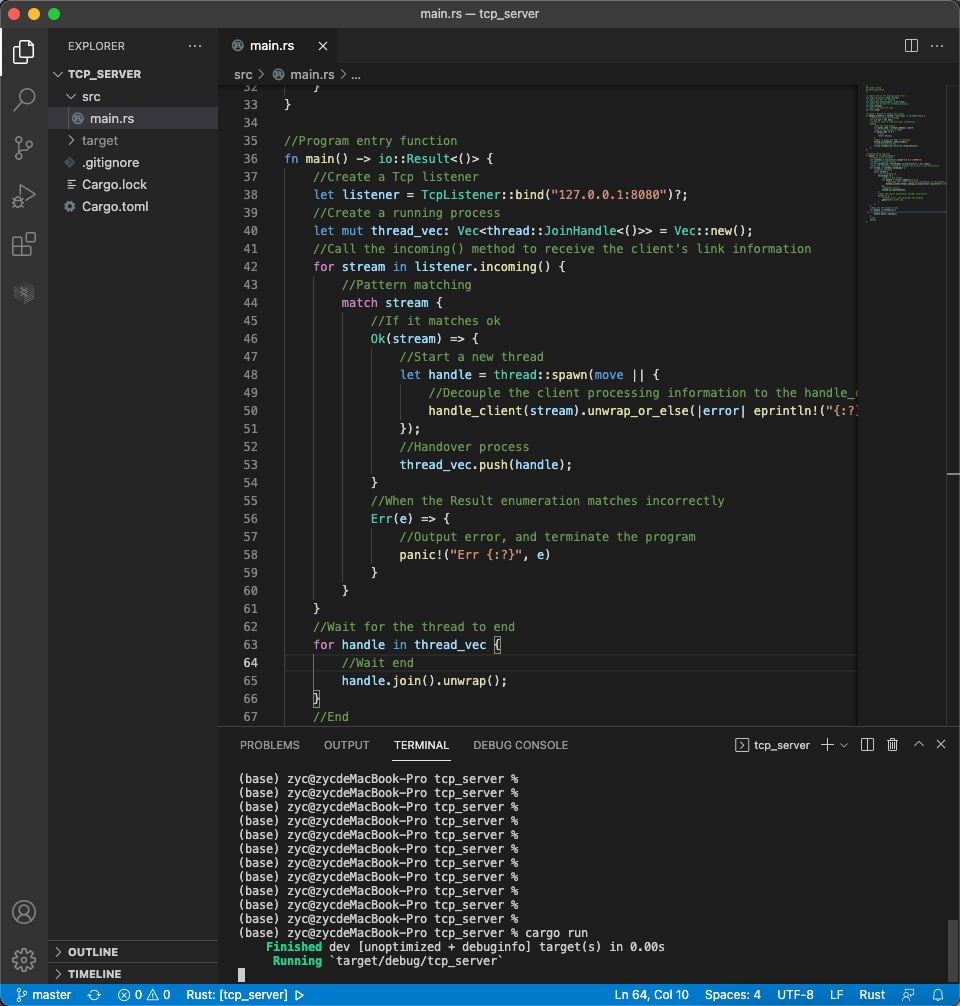 main.rs — tcp_server
EXPLORER
TCP_SERVER
src
main.rs
target
.gitignore
Cargo.lock
Cargo.toml
OUTLINE
TIMELINE
main.rs
src > main.rs > ...
32 }
33 }
34
35 //Program entry function
36 fn main() -> io::Result<()> {
37 //Create a Tcp listener
38 let listener = TcpListener::bind("127.0.0.1:8080")?;
39 //Create a running process
40 let mut thread_vec: Vec<thread::JoinHandle<()>> = Vec::new();
41 //Call the incoming() method to receive the client's link information
42 for stream in listener.incoming() {
43 //Pattern matching
44 match stream {
45 //If it matches ok
46 Ok(stream) => {
47 //Start a new thread
48 let handle = thread::spawn(move || {
49 //Decouple the client processing information to the handle_
50 handle_client(stream).unwrap_or_else(|error| eprintln!("{:?}
51 });
52 //Handover process
53 thread_vec.push(handle);
54 }
55 //When the Result enumeration matches incorrectly
56 Err(e) => {
57 //Output error, and terminate the program
58 panic!("Err {:?}", e)
59 }
60 }
61 }
62 //Wait for the thread to end
63 for handle in thread_vec {
64 //Wait end
65 handle.join().unwrap();
66 }
67 //End
PROBLEMS OUTPUT TERMINAL DEBUG CONSOLE tcp_server
(base) zyc@zycdeMacBook-Pro tcp_server %
(base) zyc@zycdeMacBook-Pro tcp_server %
(base) zyc@zycdeMacBook-Pro tcp_server %
(base) zyc@zycdeMacBook-Pro tcp_server %
(base) zyc@zycdeMacBook-Pro tcp_server %
(base) zyc@zycdeMacBook-Pro tcp_server %
(base) zyc@zycdeMacBook-Pro tcp_server %
(base) zyc@zycdeMacBook-Pro tcp_server %
(base) zyc@zycdeMacBook-Pro tcp_server %
(base) zyc@zycdeMacBook-Pro tcp_server %
(base) zyc@zycdeMacBook-Pro tcp_server %
(base) zyc@zycdeMacBook-Pro tcp_server % cargo run
Finished dev [unoptimized + debuginfo] target(s) in 0.00s
Running `target/debug/tcp_server`
master 0 0 Rust: [tcp_server] Ln 64, Col 10 Spaces: 4 UTF-8 LF Rust